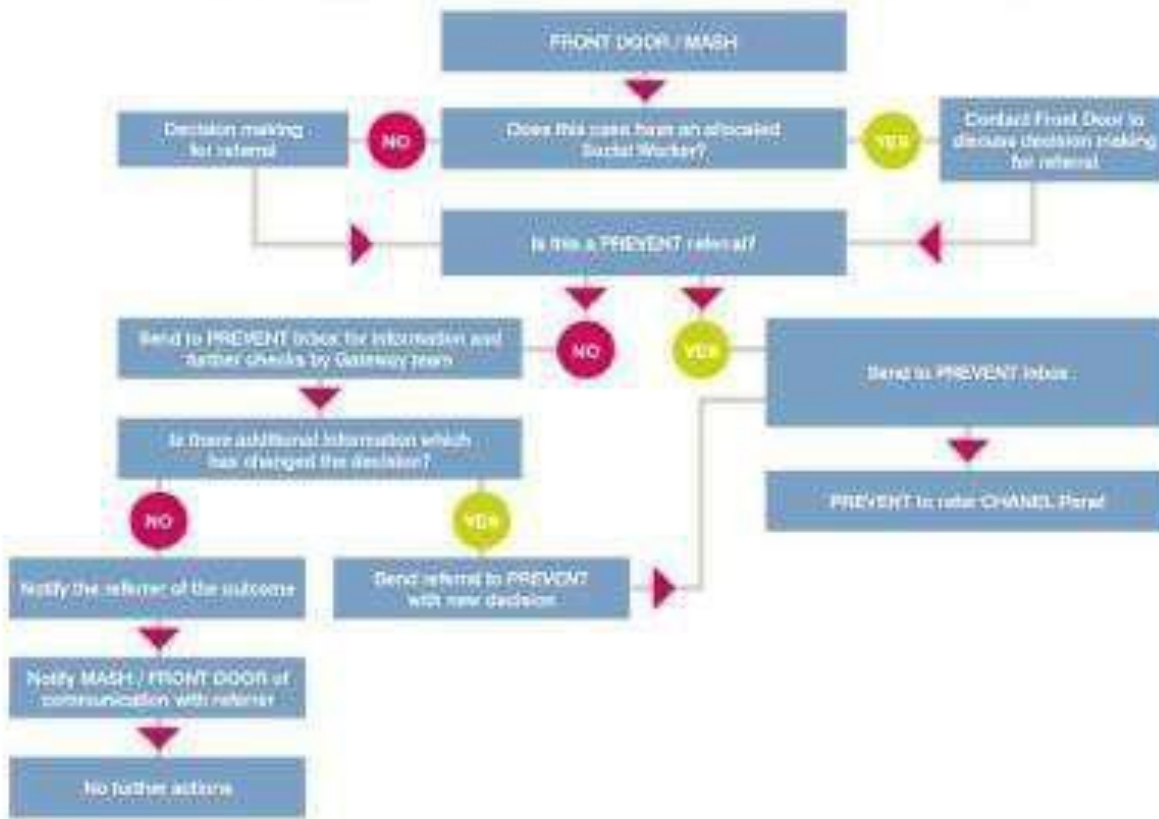 FRONT DOOR / MASH
Decision making
for referral
NO
Does this case have an allocated
Social Worker?
YES
Contact Front Door to
discuss decision making
for referral
Is this a PREVENT referral?
Send to PREVENT Inbox for information and
further checks by Gateway team
NO
YES
Send to PREVENT Inbox
Is there additional information which
has changed the decision?
PREVENT to refer CHANEL Panel
NO
YES
Notify the referrer of the outcome
Send referral to PREVENT
with new decision
Notify MASH / FRONT DOOR of
communication with referrer
No further actions